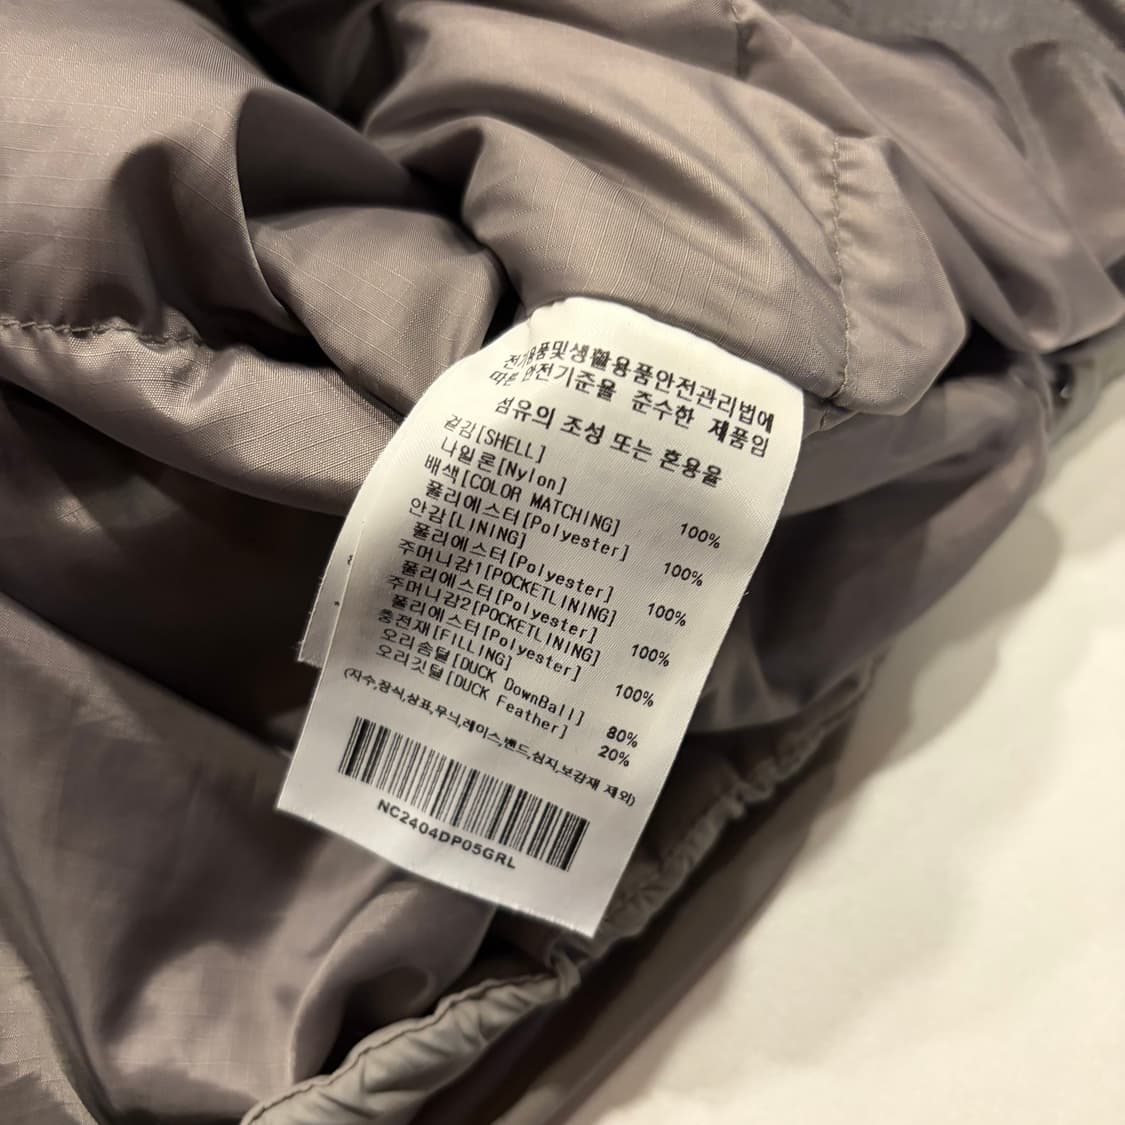 전기용품및생활용품안전관리법에
따른 안전기준을 준수한 제품임
섬유의 조성 또는 혼용율
겉감[SHELL]
나일론[Nylon] 100%
배색[COLOR MATCHING]
폴리에스터[Polyester] 100%
안감[LINING]
폴리에스터[Polyester] 100%
주머니감1[POCKETLINING]
폴리에스터[Polyester] 100%
주머니감2[POCKETLINING]
폴리에스터[Polyester] 100%
충전재[FILLING]
오리솜털[DUCK DownBall] 80%
오리깃털[DUCK Feather] 20%
(자수,장식,상표,무늬,레이스,밴드,심지,보강재 제외)
NC2404DP05GRL